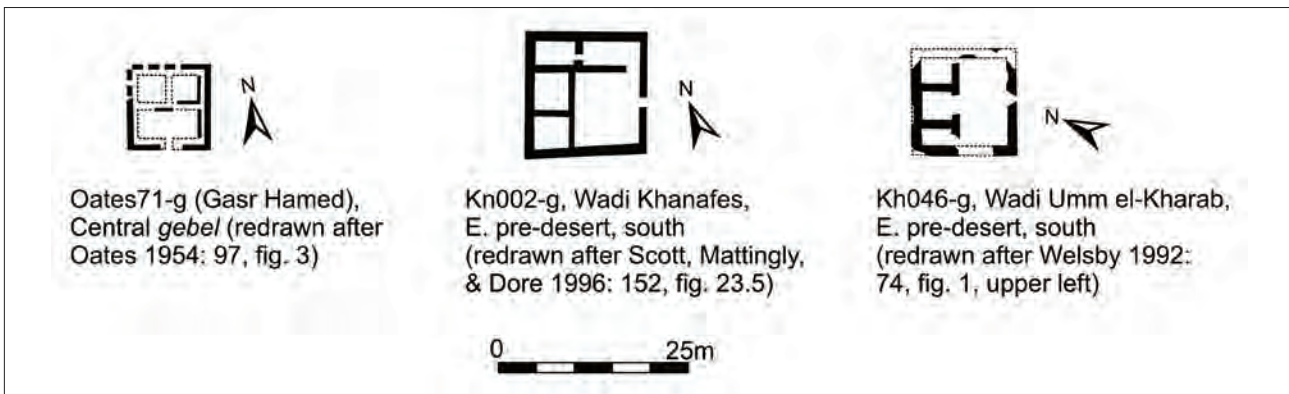 N
N
N
Oates71-g (Gasr Hamed),
Central gebel (redrawn after
Oates 1954: 97, fig. 3)
Kn002-g, Wadi Khanafes,
E. pre-desert, south
(redrawn after Scott, Mattingly,
& Dore 1996: 152, fig. 23.5)
Kh046-g, Wadi Umm el-Kharab,
E. pre-desert, south
(redrawn after Welsby 1992:
74, fig. 1, upper left)
0 25m